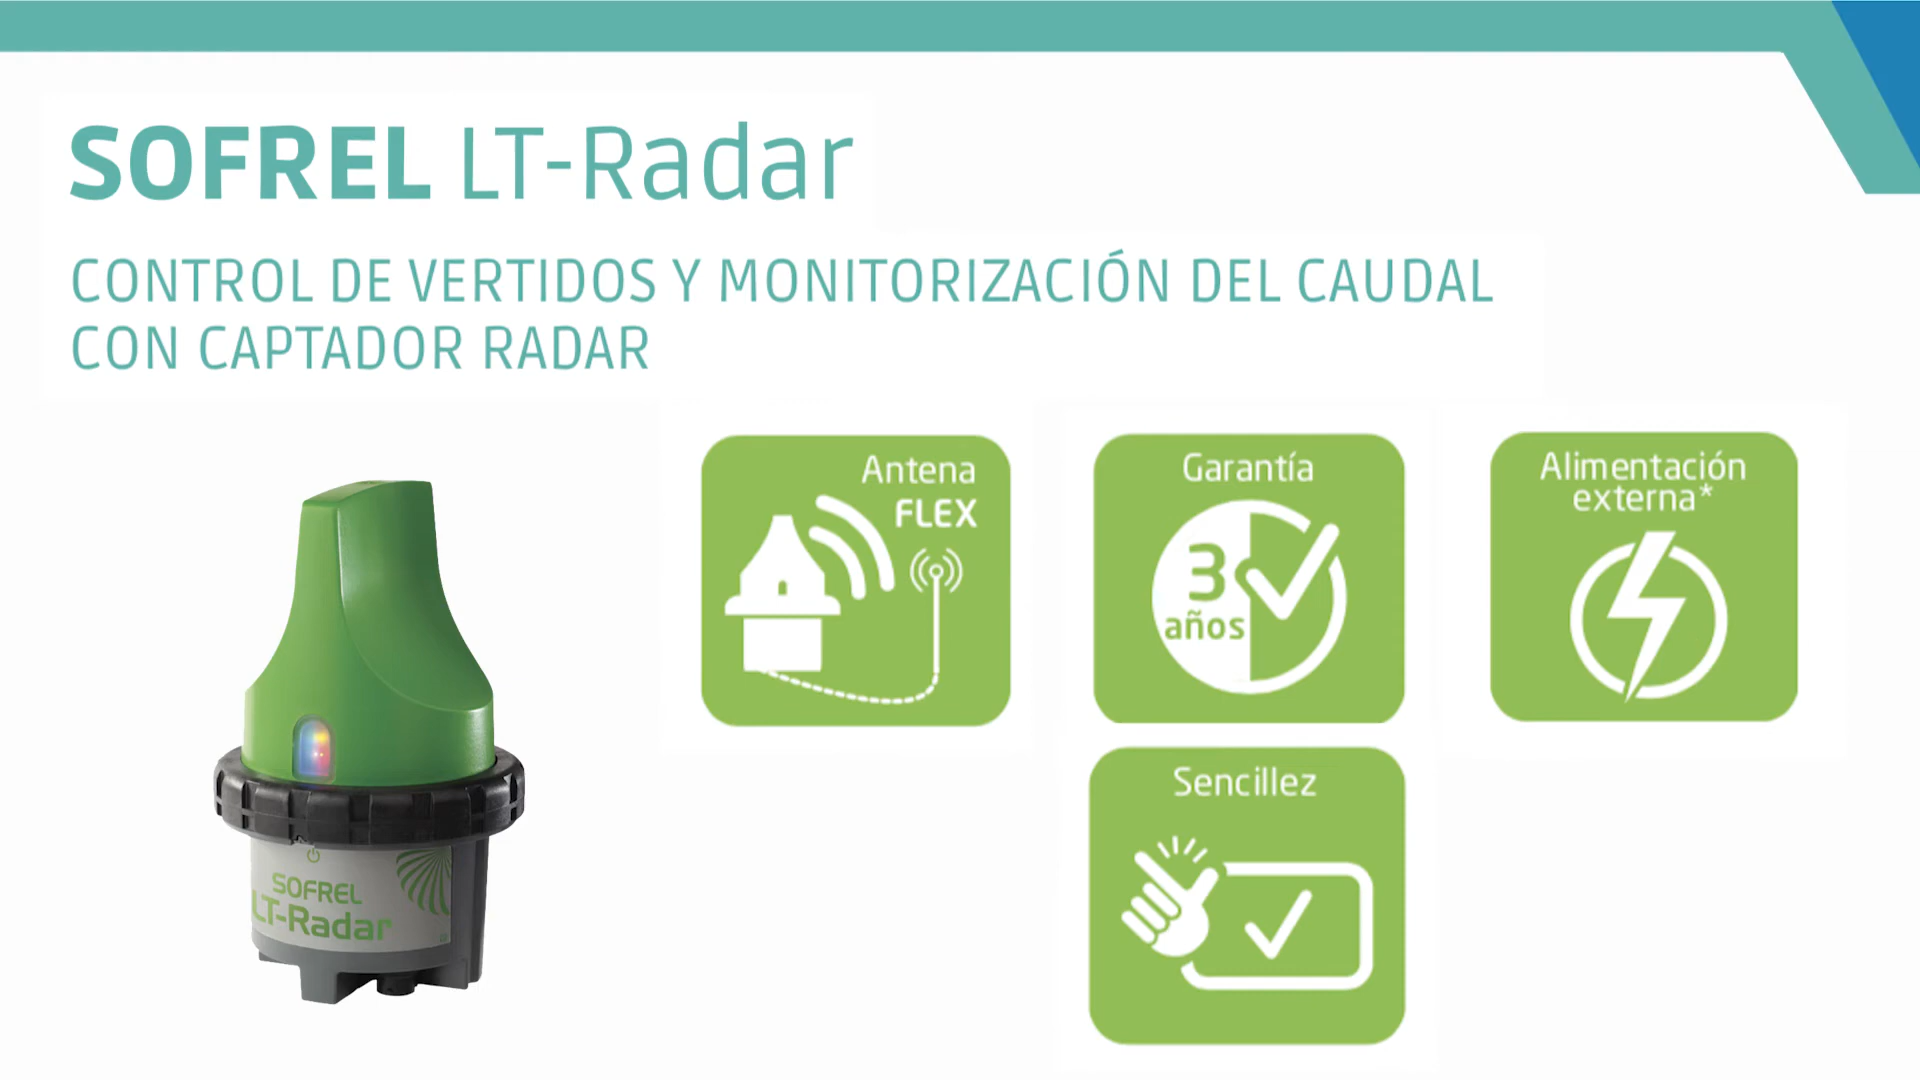 SOFREL LT-Radar
CONTROL DE VERTIDOS Y MONITORIZACIÓN DEL CAUDAL
CON CAPTADOR RADAR
Antena
FLEX
Garantía
3
años
Alimentación
externa*
Sencillez
SOFREL
LT-Radar